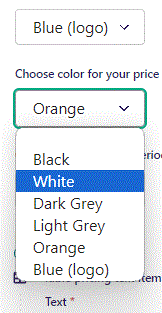 Blue (logo)
Choose color for your price
Orange
Black
White
Dark Grey
Light Grey
Orange
Blue (logo)
Text *